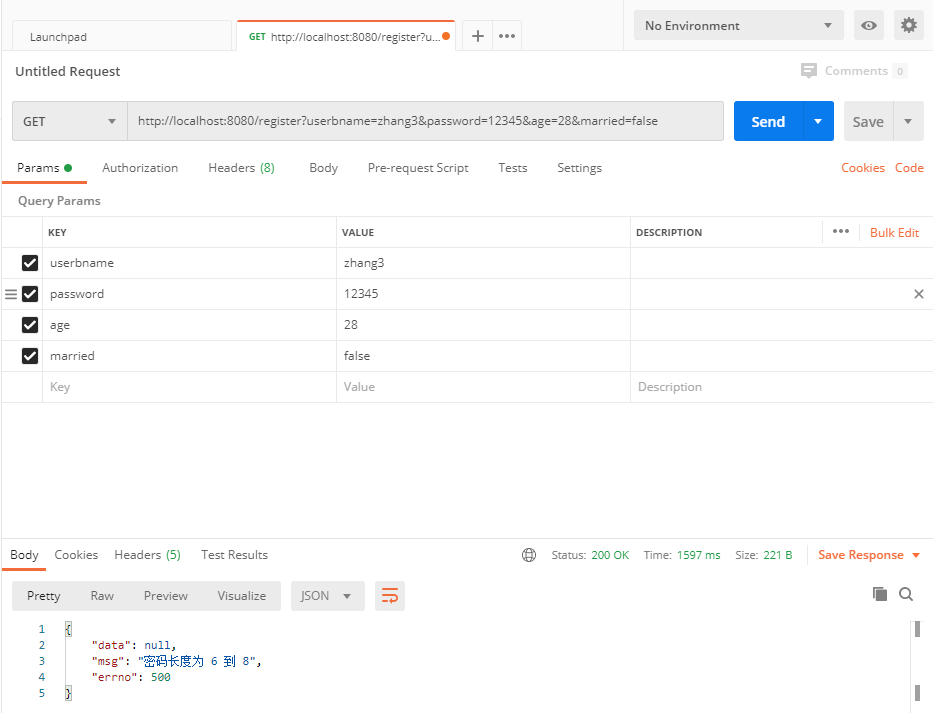 Launchpad
GET http://localhost:8080/register?u...
No Environment
Untitled Request
Comments 0
GET http://localhost:8080/register?userbname=zhang3&password=12345&age=28&married=false Send Save
Params Authorization Headers (8) Body Pre-request Script Tests Settings Cookies Code
Query Params
KEY VALUE DESCRIPTION Bulk Edit
userbname zhang3
password 12345
age 28
married false
Key Value Description
Body Cookies Headers (5) Test Results Status: 200 OK Time: 1597 ms Size: 221 B Save Response
Pretty Raw Preview Visualize JSON
1 {
2 "data": null,
3 "msg": "密码长度为 6 到 8",
4 "errno": 500
5 }